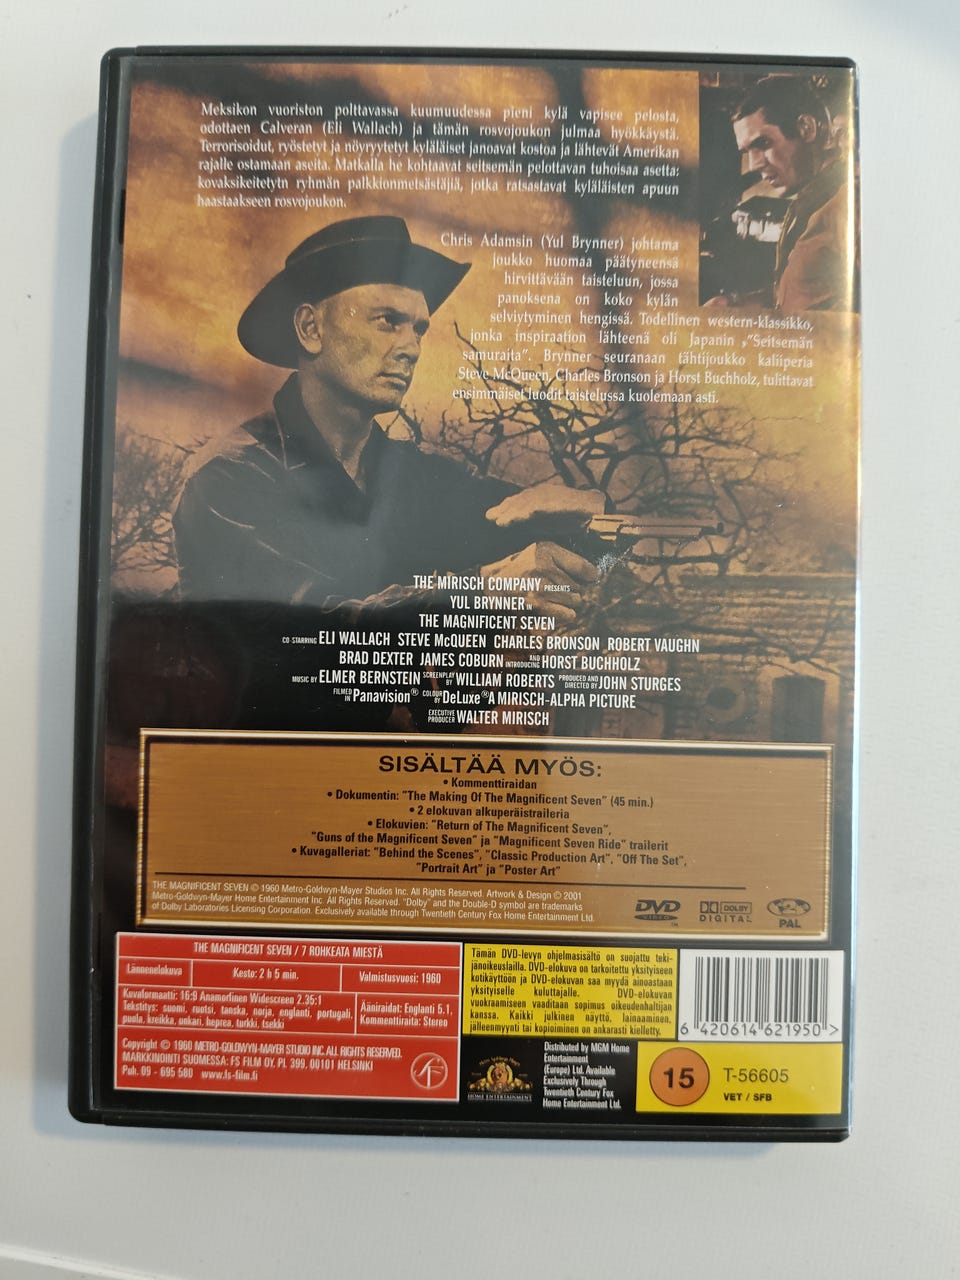 Meksikon vuoriston polttavassa kuumuudessa pieni kylä vapisee pelosta,
odottaen Calveran (Eli Wallach) ja tämän rosvojoukon julmaa hyökkäystä.
Terrorisoidut, ryöstetyt ja nöyryytetyt kyläläiset janoavat kostoa ja lähtevät Amerikan
rajalle ostamaan aseita. Matkalla he kohtaavat seitsemän pelottavan tuhoisaa asetta:
kovaksikeitetytn ryhmän palkkionmetsästäjiä, jotka ratsastavat kyläläisten apuun
haastaakseen rosvojoukon.
Chris Adamsin (Yul Brynner) johtama
joukko huomaa päätyneensä
hirvittävään taisteluun, jossa
panoksena on koko kylän
selviytyminen hengissä. Todellinen western-klassikko,
jonka inspiraation lähteenä oli Japanin „"Seitsemän
samuraita". Brynner seuranaan tähtijoukko kaliiperia
Steve McQueen, Charles Bronson ja Horst Buchholz, tulittavat
ensimmäiset luodit taistelussa kuolemaan asti.
THE MIRISCH COMPANY PRESENTS
YUL BRYNNER IN
THE MAGNIFICENT SEVEN
CO-STARRING ELI WALLACH STEVE McQUEEN CHARLES BRONSON ROBERT VAUGHN
BRAD DEXTER JAMES COBURN AND INTRODUCING HORST BUCHHOLZ
MUSIC BY ELMER BERNSTEIN SCREENPLAY BY WILLIAM ROBERTS PRODUCED AND DIRECTED BY JOHN STURGES
FILMED IN Panavision® COLOUR BY DeLuxe® A MIRISCH-ALPHA PICTURE
EXECUTIVE PRODUCER WALTER MIRISCH
SISÄLTÄÄ MYÖS:
• Kommenttiraidan
• Dokumentin: "The Making Of The Magnificent Seven" (45 min.)
• 2 elokuvan alkuperäistraileria
• Elokuvien: "Return of The Magnificent Seven",
"Guns of the Magnificent Seven" ja "Magnificent Seven Ride" trailerit
• Kuvagalleriat: "Behind the Scenes", "Classic Production Art", "Off The Set",
"Portrait Art" ja "Poster Art"
THE MAGNIFICENT SEVEN © 1960 Metro-Goldwyn-Mayer Studios Inc. All Rights Reserved. Artwork & Design © 2001
Metro-Goldwyn-Mayer Home Entertainment Inc. All Rights Reserved. "Dolby" and the Double-D symbol are trademarks
of Dolby Laboratories Licensing Corporation. Exclusively available through Twentieth Century Fox Home Entertainment Ltd.
DVD VIDEO TM
DOLBY DIGITAL
PAL
THE MAGNIFICENT SEVEN / 7 ROHKEATA MIESTÄ
Lännenelokuva
Kesto: 2 h 5 min.
Valmistusvuosi: 1960
Kuvaformaatti: 16:9 Anamorfinen Widescreen 2.35:1
Tekstitys: suomi, ruotsi, tanska, norja, englanti, portugali,
puola, kreikka, unkari, heprea, turkki, tsekki
Ääniraidat: Englanti 5.1,
Kommenttiraita: Stereo
Copyright © 1960 METRO-GOLDWYN-MAYER STUDIO INC. ALL RIGHTS RESERVED.
MARKKINOINTI SUOMESSA: FS FILM OY. PL 399, 00101 HELSINKI
Puh. 09 - 695 580 www.fs-film.fi
SF
Tämän DVD-levyn ohjelmasisältö on suojattu teki-
jänoikeuslailla. DVD-elokuva on tarkoitettu yksityiseen
kotikäyttöön ja DVD-elokuvan saa myydä ainoastaan
yksityiselle kuluttajalle. DVD-elokuvan
vuokraamiseen vaaditaan sopimus oikeudenhaltijan
kanssa. Kaikki julkinen näyttö, lainaaminen,
jälleenmyynti tai kopioiminen on ankarasti kielletty.
6 420614 621950 >
HOME ENTERTAINMENT
Distributed by MGM Home
Entertainment
(Europe) Ltd. Available
Exclusively Through
Twentieth Century Fox
Home Entertainment Ltd.
15
T-56605
VET / SFB